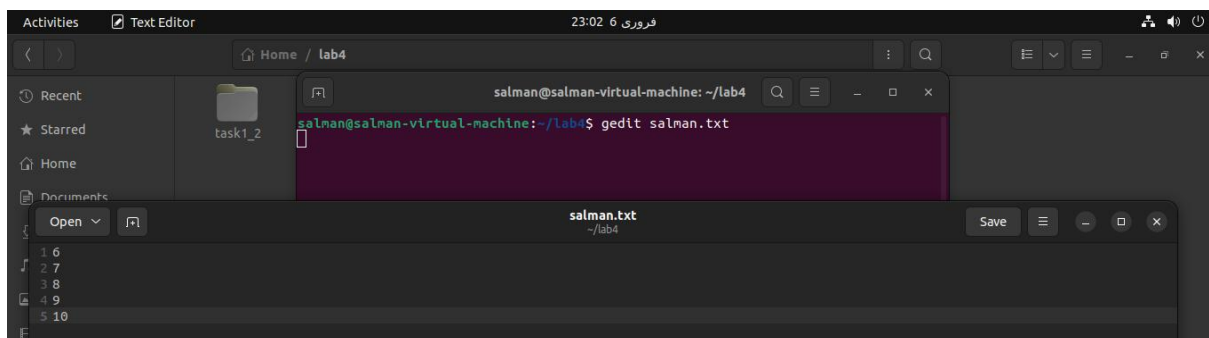 Activities Text Editor فروری 6 23:02
Home / lab4
Recent
Starred
Home
Documents
task1_2
salman@salman-virtual-machine: ~/lab4
salman@salman-virtual-machine:~/lab4$ gedit salman.txt
Open salman.txt Save
~/lab4
1 6
2 7
3 8
4 9
5 10